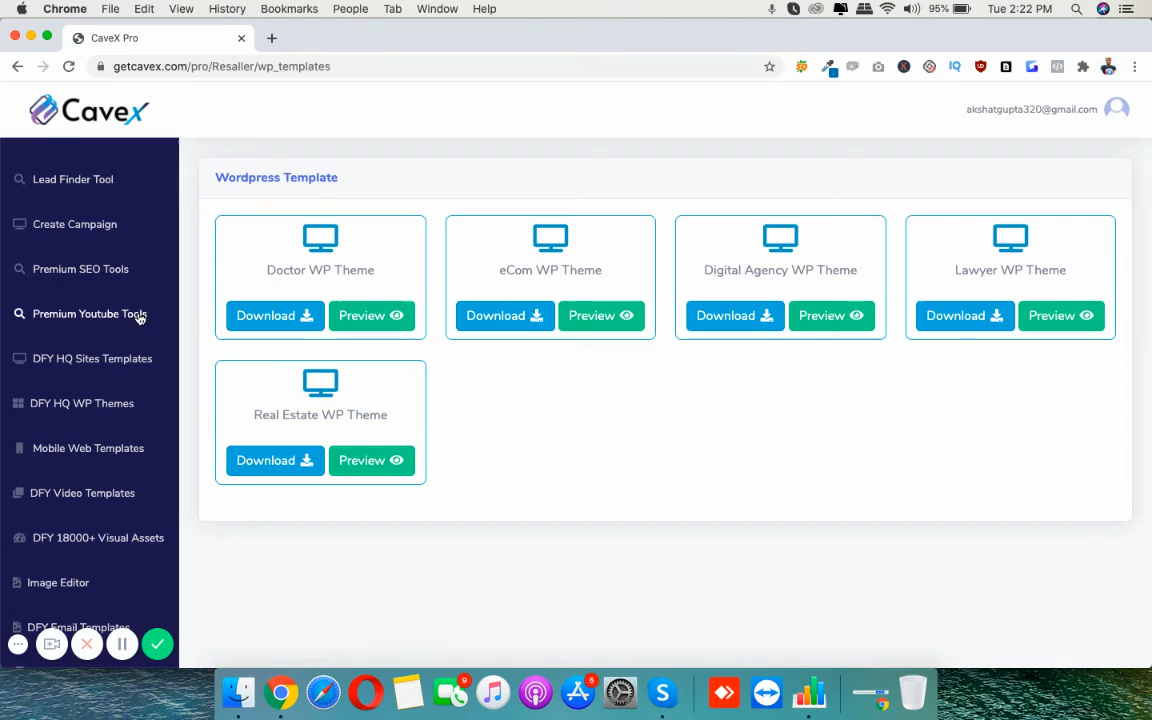 Chrome File Edit View History Bookmarks People Tab Window Help 95% Tue 2:22 PM
CaveX Pro
getcavex.com/pro/Resaller/wp_templates
Cavex
akshatgupta320@gmail.com
Lead Finder Tool
Create Campaign
Premium SEO Tools
Premium Youtube Tools
DFY HQ Sites Templates
DFY HQ WP Themes
Mobile Web Templates
DFY Video Templates
DFY 18000+ Visual Assets
Image Editor
DFY Email Templates
Wordpress Template
Doctor WP Theme
Download Preview
eCom WP Theme
Download Preview
Digital Agency WP Theme
Download Preview
Lawyer WP Theme
Download Preview
Real Estate WP Theme
Download Preview
9
5